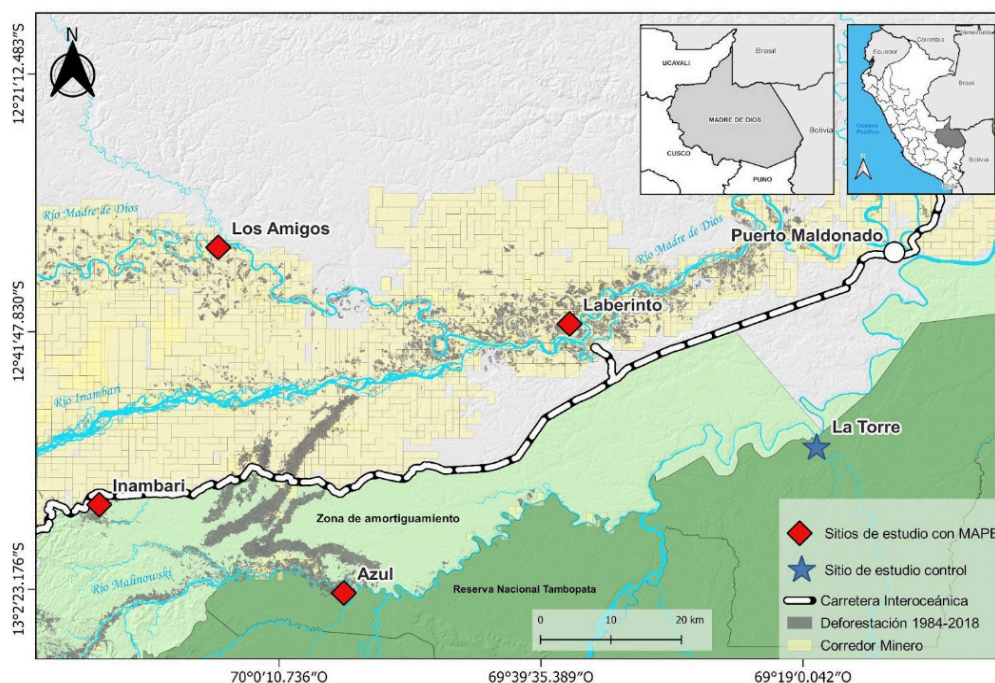 12°21'12.483"S
12°41'47.830"S
13°2'23.176"S
N
Río Madre de Dios
Los Amigos
Río Madre de Dios
Puerto Maldonado
Laberinto
Río Inambari
La Torre
Inambari
Zona de amortiguamiento
Río Malinowski
Azul
Reserva Nacional Tambopata
0 10 20 km
UCAYALI
Brasil
MADRE DE DIOS
Bolivia
CUSCO
PUNO
Colombia
Venezuela
Ecuador
Brasil
Océano
Pacífico
N
Bolivia
Chile
Sitios de estudio con MAPE
Sitio de estudio control
Carretera Interoceánica
Deforestación 1984-2018
Corredor Minero
70°0'10.736"O
69°39'35.389"O
69°19'0.042"O